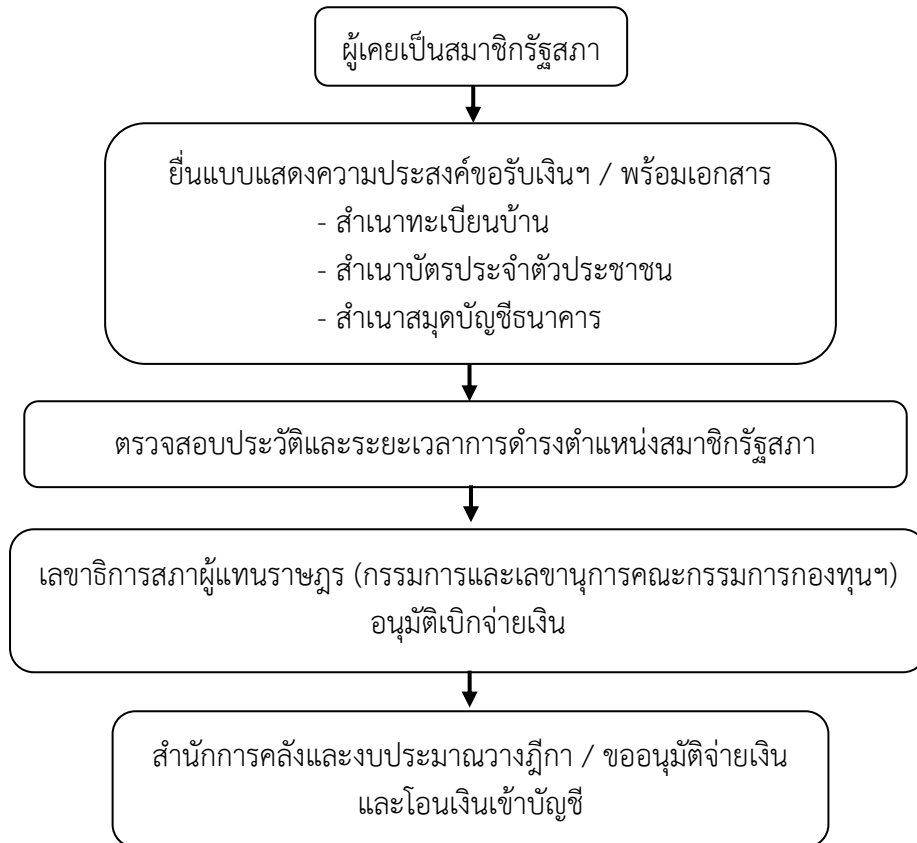 ผู้เคยเป็นสมาชิกรัฐสภา
ยื่นแบบแสดงความประสงค์ขอรับเงินฯ / พร้อมเอกสาร
- สำเนาทะเบียนบ้าน
- สำเนาบัตรประจำตัวประชาชน
- สำเนาสมุดบัญชีธนาคาร
ตรวจสอบประวัติและระยะเวลาการดำรงตำแหน่งสมาชิกรัฐสภา
เลขาธิการสภาผู้แทนราษฎร (กรรมการและเลขานุการคณะกรรมการกองทุนฯ)
อนุมัติเบิกจ่ายเงิน
สำนักการคลังและงบประมาณวางฎีกา / ขออนุมัติจ่ายเงิน
และโอนเงินเข้าบัญชี